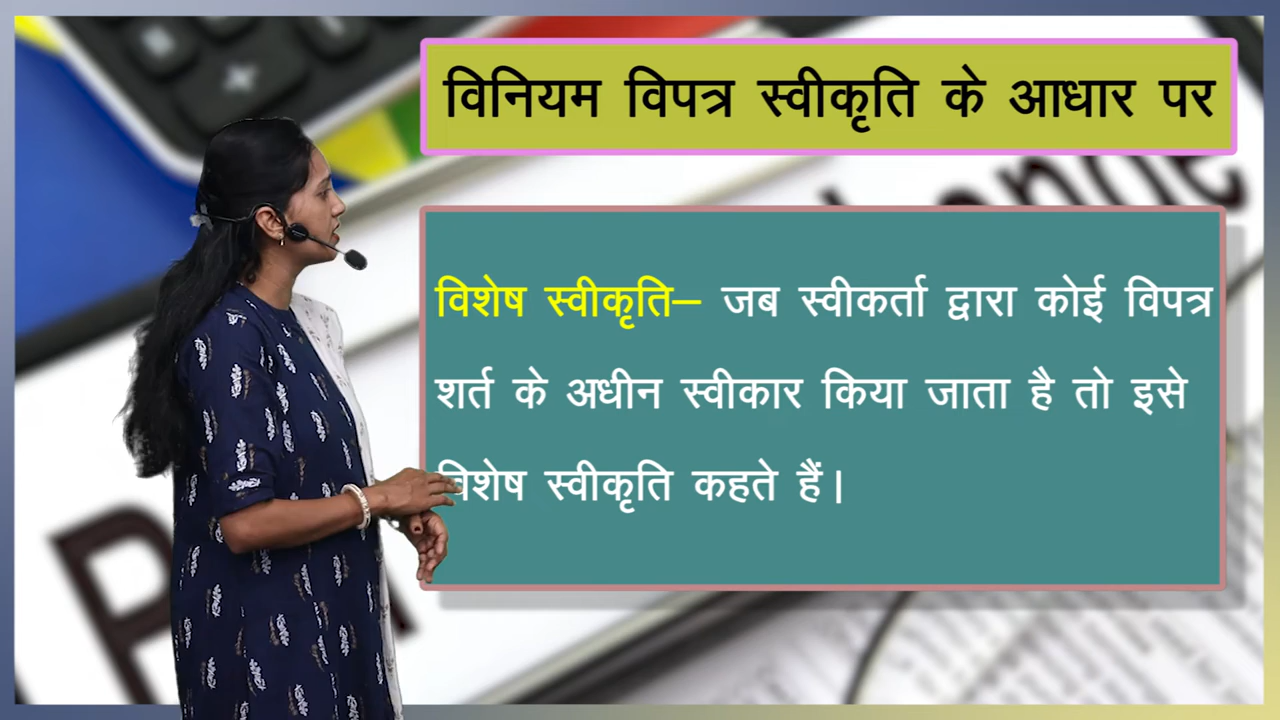 विनियम विपत्र स्वीकृति के आधार पर
विशेष स्वीकृति– जब स्वीकर्ता द्वारा कोई विपत्र
शर्त के अधीन स्वीकार किया जाता है तो इसे
विशेष स्वीकृति कहते हैं।